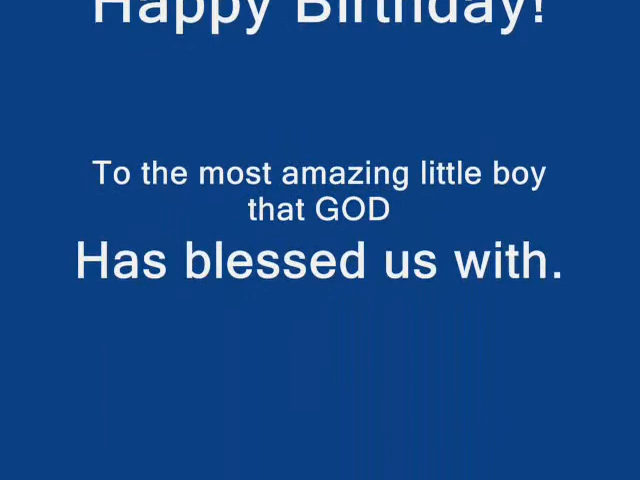 Happy Birthday!
To the most amazing little boy
that GOD
Has blessed us with.